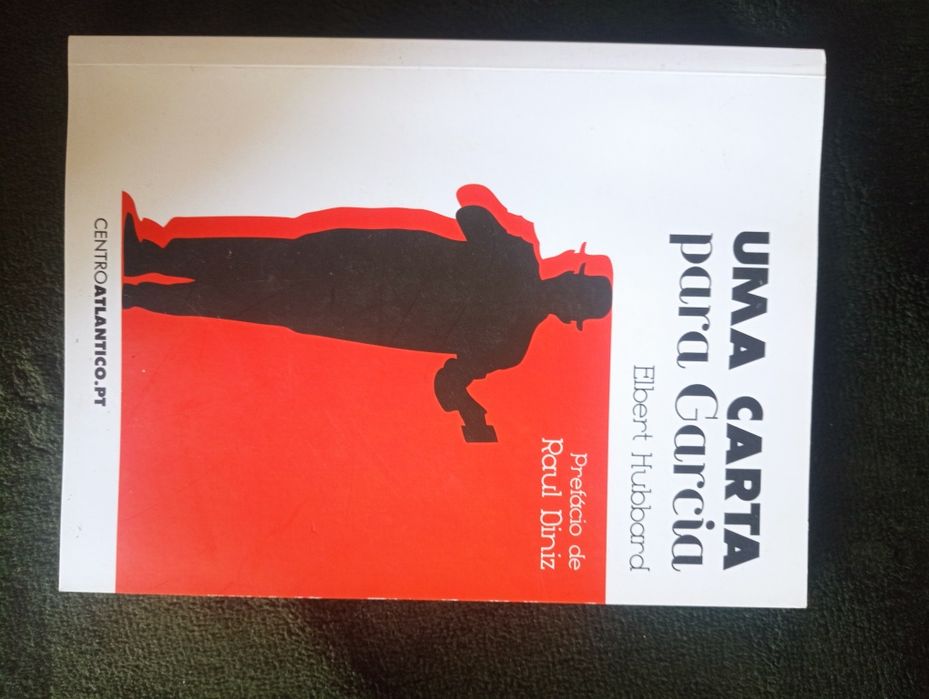 UMA CARTA
para Garcia
Elbert Hubbard
prefácio de
Raul Diniz
CENTROATLANTICO.PT